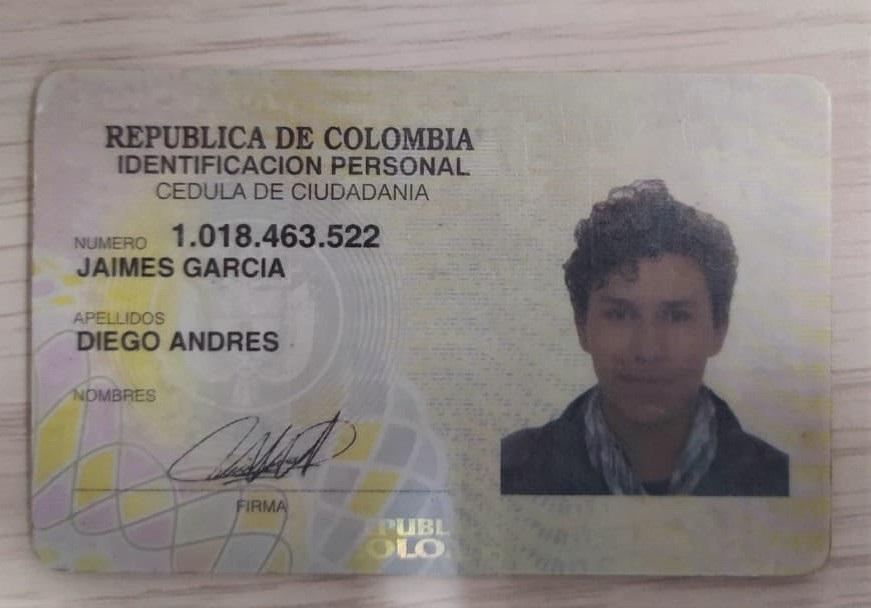 REPUBLICA DE COLOMBIA
IDENTIFICACION PERSONAL
CEDULA DE CIUDADANIA
NUMERO 1.018.463.522
JAIMES GARCIA
APELLIDOS
DIEGO ANDRES
NOMBRES
FIRMA
PUBL
OLO